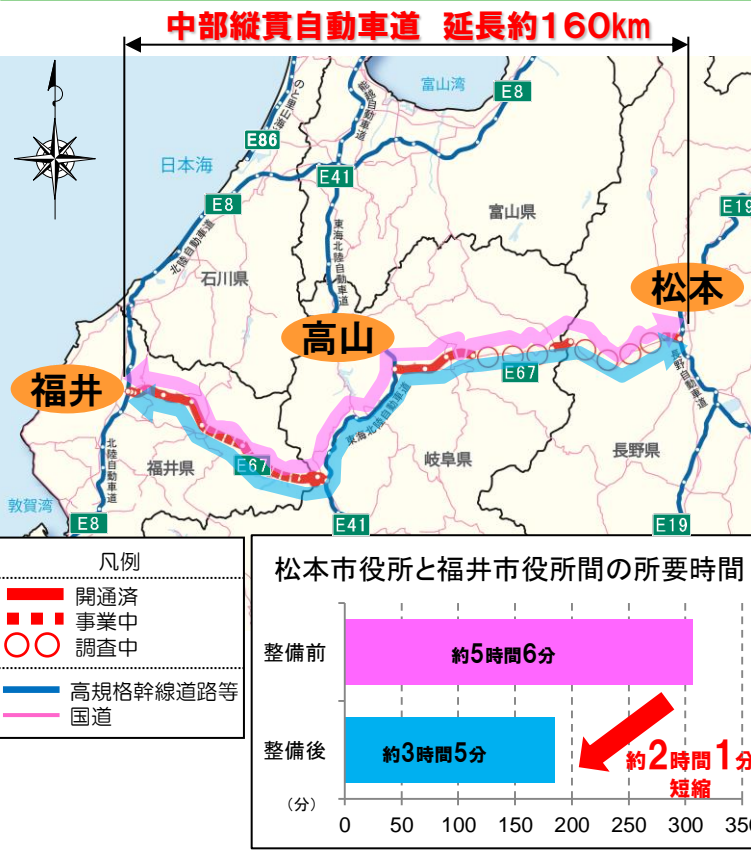 中部縦貫自動車道 延長約160km
富山湾
E8
のと里山海
能越自動車道
E86
日本海
E41
E19
E8
富山県
北陸自動車道
東海北陸自動車道
石川県
松本
高山
福井
E67
長野自動車道
東海北陸自動車道
北陸自動車道
福井県
E67
岐阜県
長野県
敦賀湾
E8
E41
E19
凡例
開通済
事業中
調査中
高規格幹線道路等
国道
松本市役所と福井市役所間の所要時間
整備前
約5時間6分
整備後
約3時間5分
約2時間1分
短縮
(分)
0 50 100 150 200 250 300 350